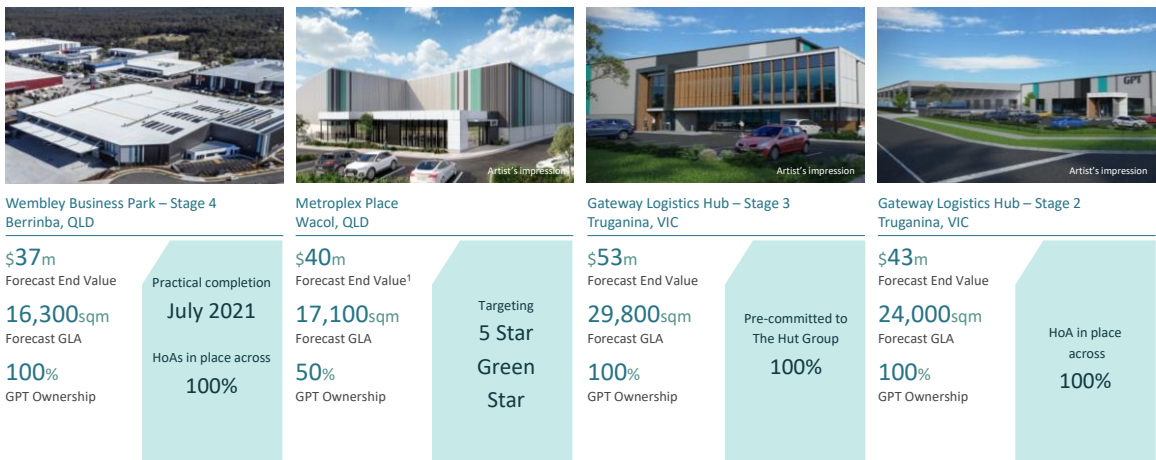 Artist's impression
Artist's impression
GPT
Artist's impression
Wembley Business Park – Stage 4
Berrinba, QLD
$37m
Forecast End Value
16,300sqm
Forecast GLA
100%
GPT Ownership
Practical completion
July 2021
HoAs in place across
100%
Metroplex Place
Wacol, QLD
$40m
Forecast End Value¹
17,100sqm
Forecast GLA
50%
GPT Ownership
Targeting
5 Star
Green
Star
Gateway Logistics Hub – Stage 3
Truganina, VIC
$53m
Forecast End Value
29,800sqm
Forecast GLA
100%
GPT Ownership
Pre-committed to
The Hut Group
100%
Gateway Logistics Hub – Stage 2
Truganina, VIC
$43m
Forecast End Value
24,000sqm
Forecast GLA
100%
GPT Ownership
HoA in place
across
100%